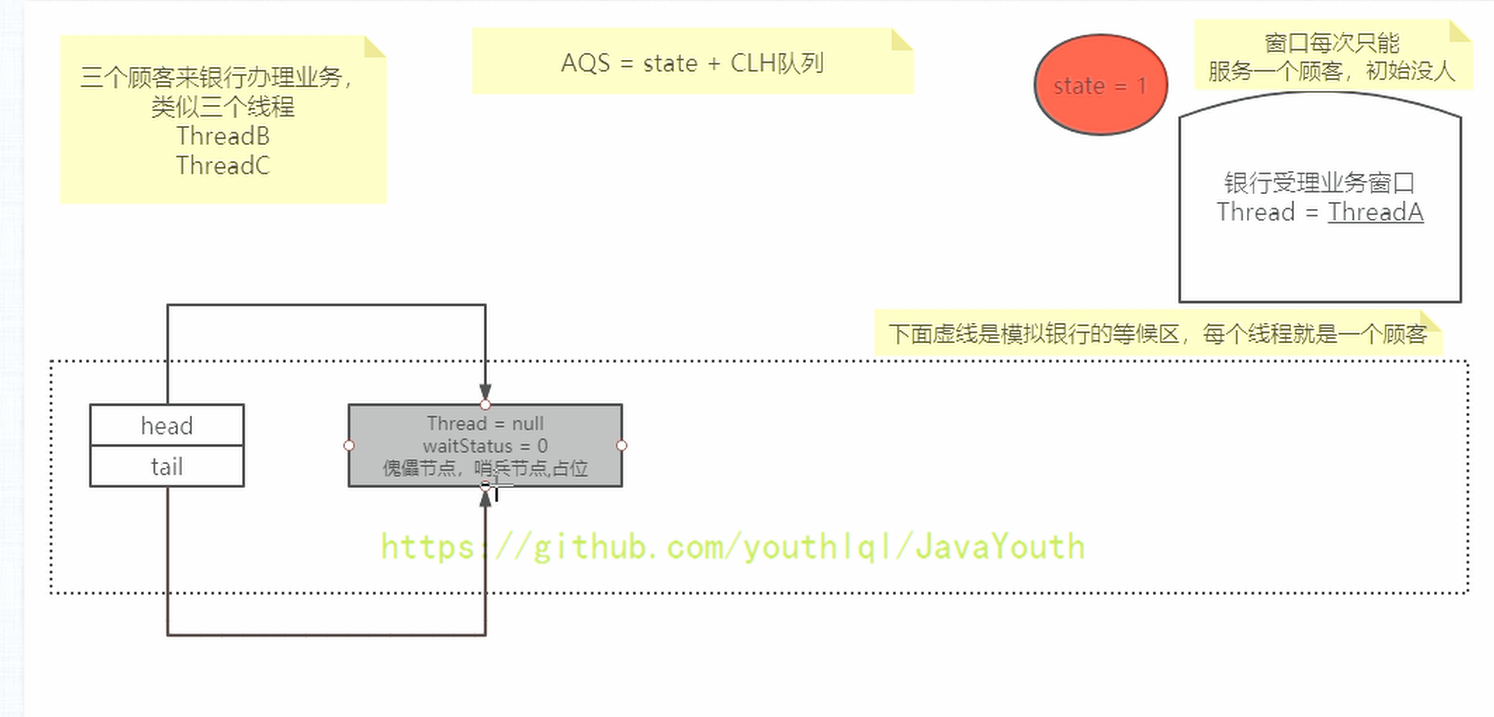 三个顾客来银行办理业务，
类似三个线程
ThreadB
ThreadC
AQS = state + CLH队列
state = 1
窗口每次只能
服务一个顾客，初始没人
银行受理业务窗口
Thread = ThreadA
下面虚线是模拟银行的等候区，每个线程就是一个顾客
head
tail
Thread = null
waitStatus = 0
傀儡节点，哨兵节点,占位
https://github.com/youthlql/JavaYouth